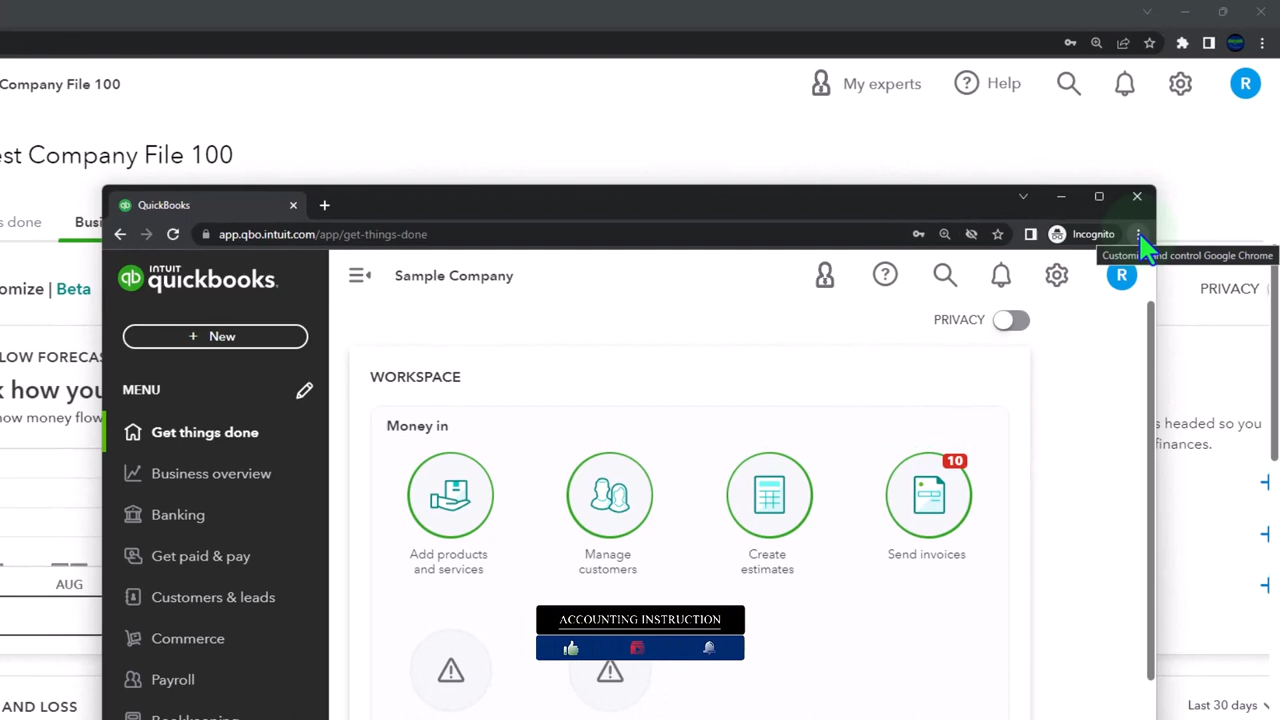 Company File 100
My experts
Help
R
est Company File 100
s done
Busi
QuickBooks
app.qbo.intuit.com/app/get-things-done
Incognito
Customi and control Google Chrome
omize | Beta
PRIVACY
INTUIT
quickbooks.
Sample Company
R
PRIVACY
+ New
LOW FORECAS
k how you
how money flow
MENU
WORKSPACE
Money in
s headed so you
finances.
Get things done
Business overview
Banking
Get paid & pay
Customers & leads
Commerce
Payroll
10
Add products
and services
Manage
customers
Create
estimates
Send invoices
AUG
ACCOUNTING INSTRUCTION
AND LOSS
Last 30 days